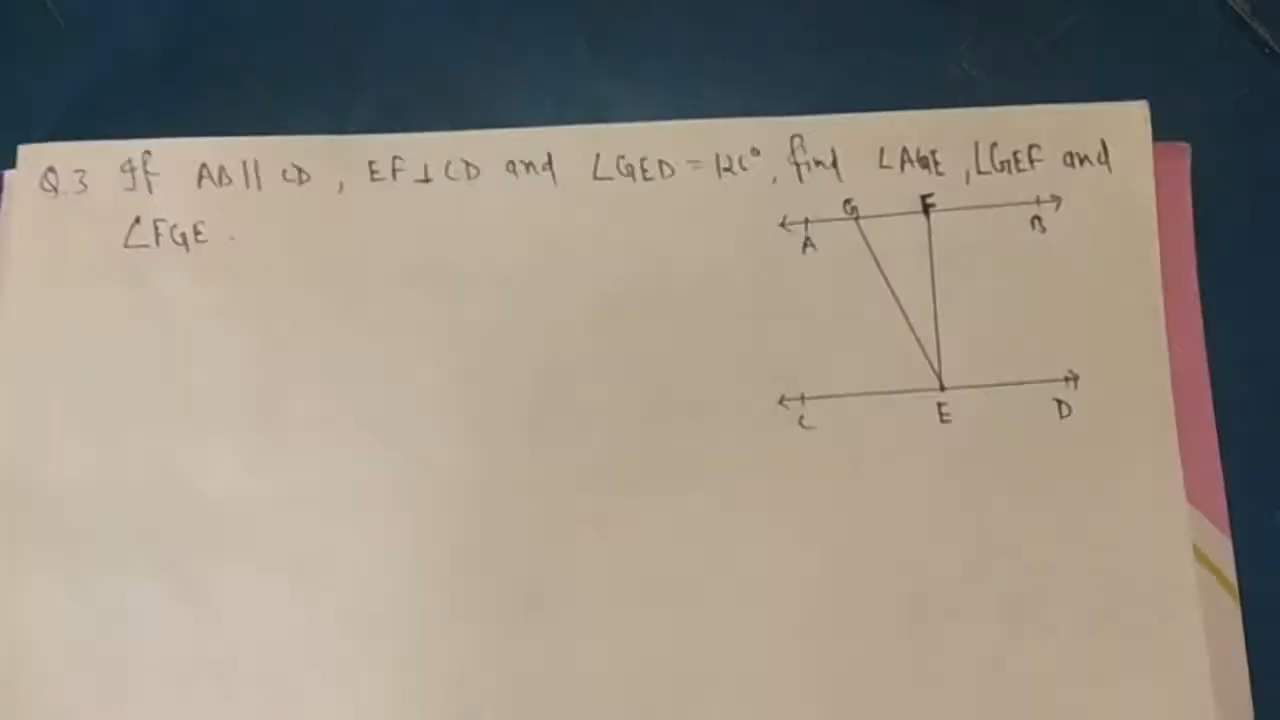 Q.3 If AB || CD, EF ⊥ CD and ∠GED = 126°, find ∠AGE, ∠GEF and
∠FGE.
G F
A B
C E D